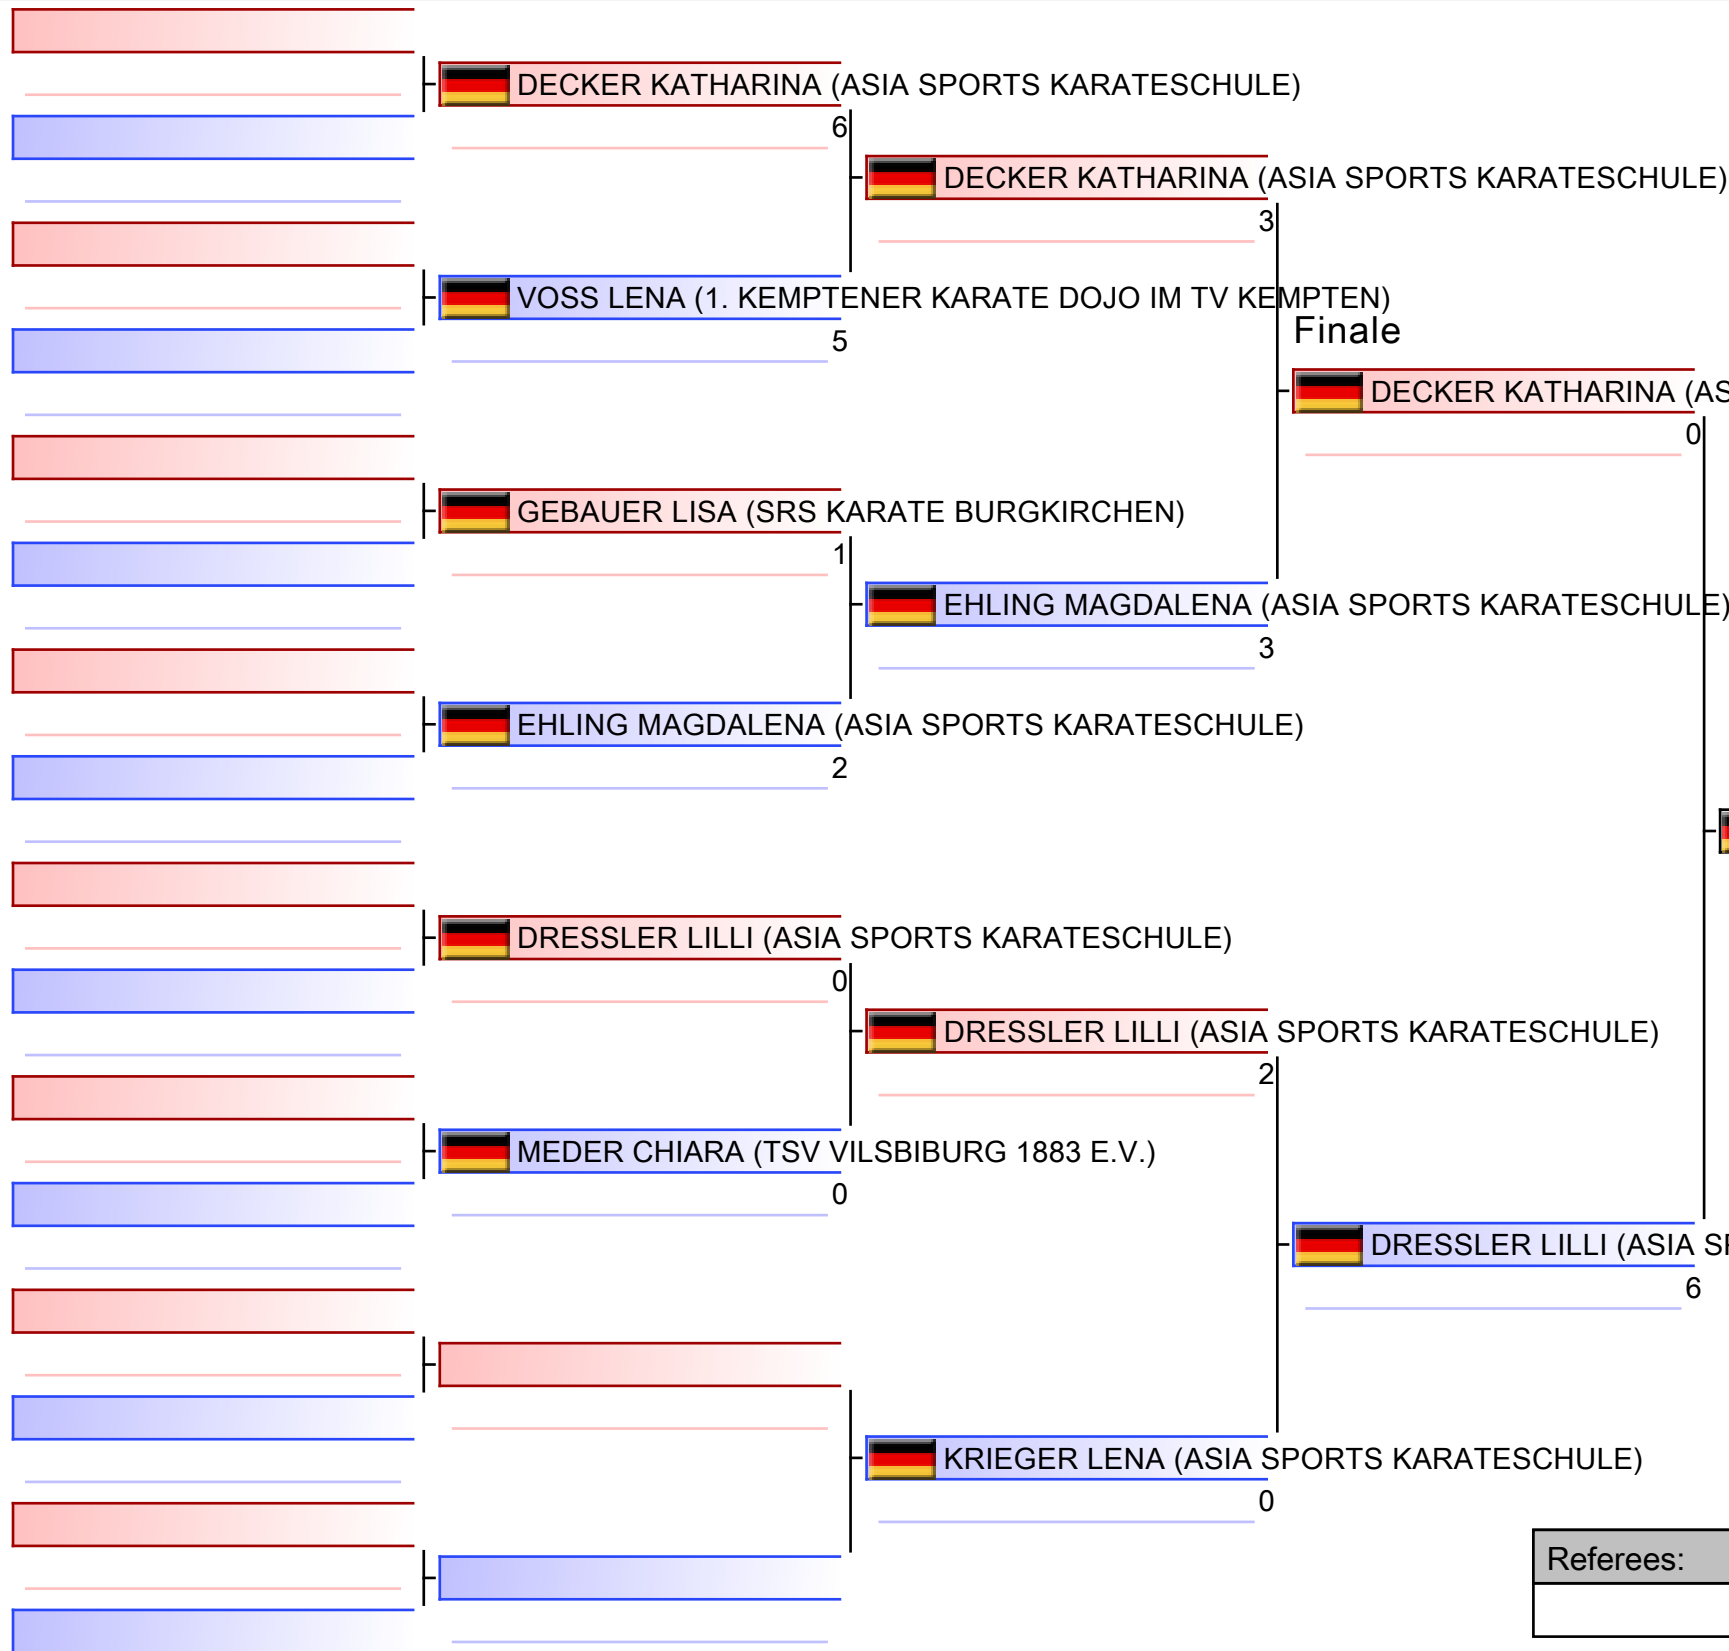 DECKER KATHARINA (ASIA SPORTS KARATESCHULE)
6
DECKER KATHARINA (ASIA SPORTS KARATESCHULE)
3
VOSS LENA (1. KEMPTENER KARATE DOJO IM TV KEMPTEN)
5
Finale
DECKER KATHARINA (AS
0
GEBAUER LISA (SRS KARATE BURGKIRCHEN)
1
EHLING MAGDALENA (ASIA SPORTS KARATESCHULE)
3
EHLING MAGDALENA (ASIA SPORTS KARATESCHULE)
2
DRESSLER LILLI (ASIA SPORTS KARATESCHULE)
0
DRESSLER LILLI (ASIA SPORTS KARATESCHULE)
2
MEDER CHIARA (TSV VILSBIBURG 1883 E.V.)
0
DRESSLER LILLI (ASIA SP
6
KRIEGER LENA (ASIA SPORTS KARATESCHULE)
0
Referees: